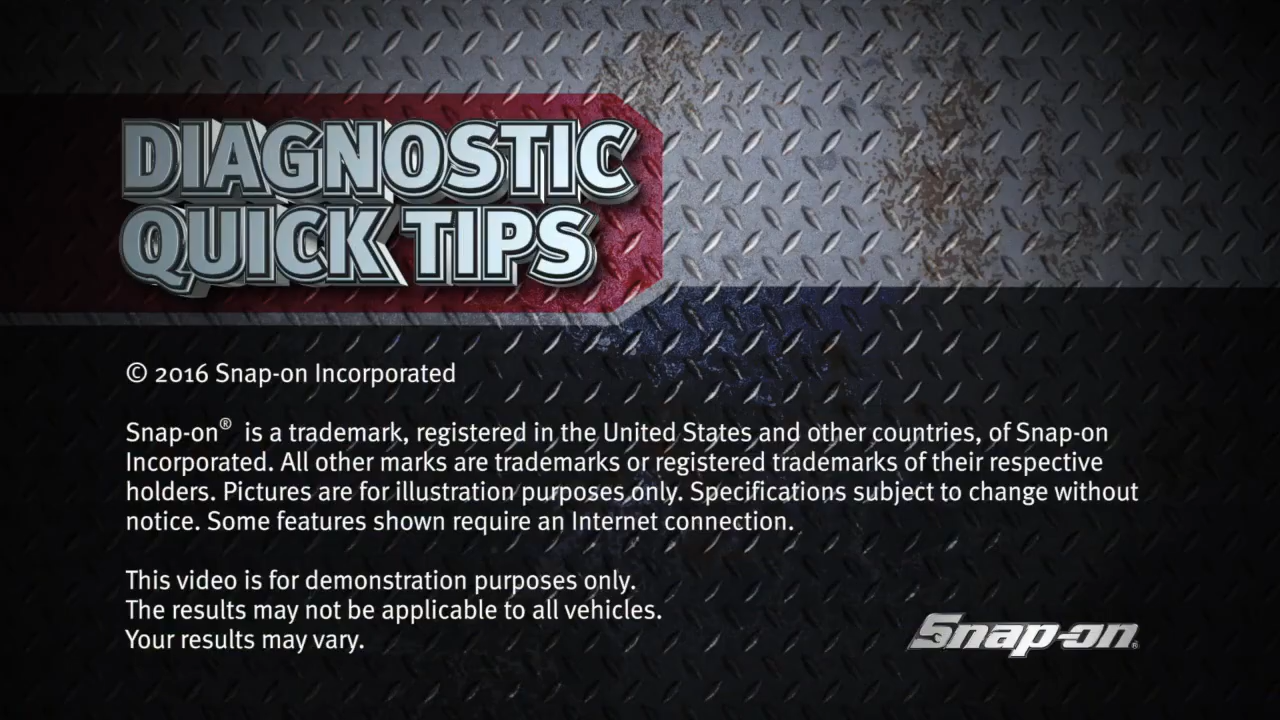 DIAGNOSTIC
QUICK TIPS
© 2016 Snap-on Incorporated
Snap-on® is a trademark, registered in the United States and other countries, of Snap-on
Incorporated. All other marks are trademarks or registered trademarks of their respective
holders. Pictures are for illustration purposes only. Specifications subject to change without
notice. Some features shown require an Internet connection.
This video is for demonstration purposes only.
The results may not be applicable to all vehicles.
Your results may vary.
Snap-on®